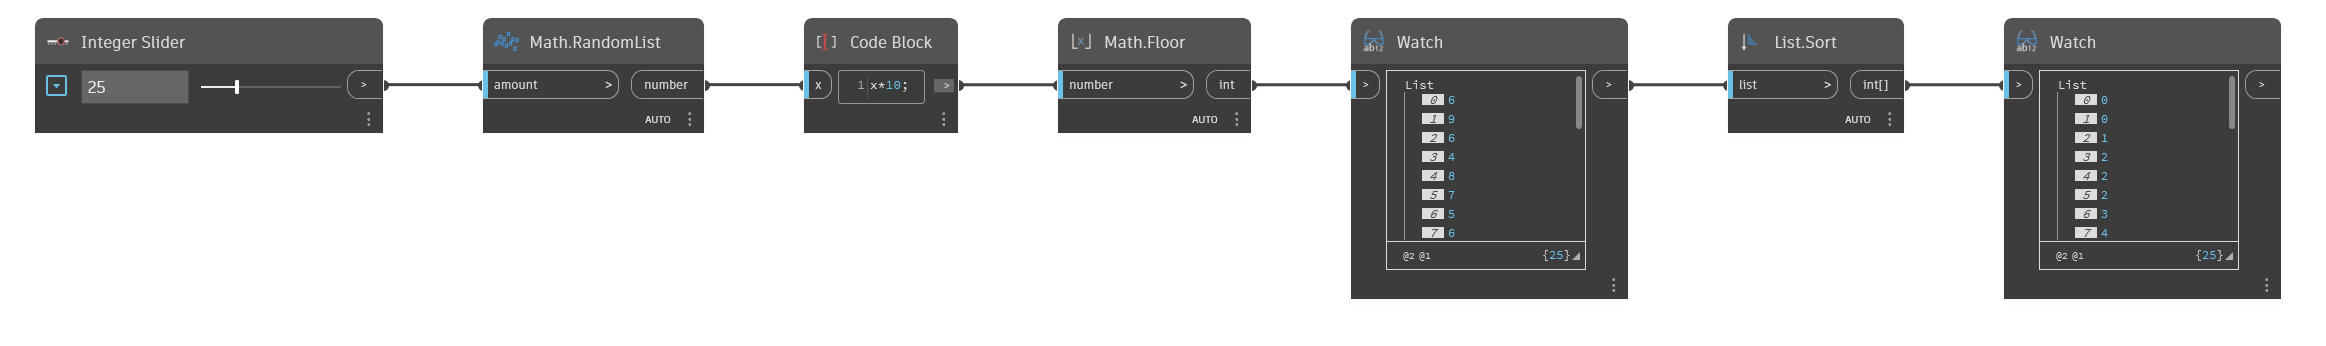 Integer Slider
25
>
Math.RandomList
amount >
number
AUTO
Code Block
x
1 x*10;
>
Math.Floor
number >
int
AUTO
Watch
>
List
0 6
1 9
2 6
3 4
4 8
5 7
6 5
7 6
@2 @1 {25}
>
List.Sort
list >
int[]
AUTO
Watch
>
List
0 0
1 0
2 1
3 2
4 2
5 2
6 3
7 4
@2 @1 {25}
>